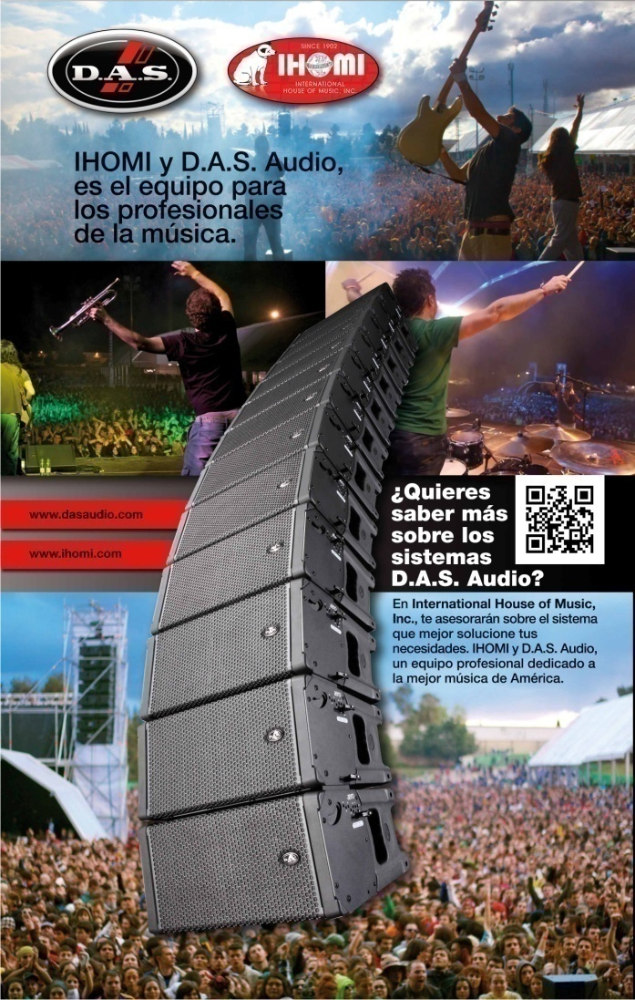 D.A.S.
SINCE 1902
IHOMI
INTERNATIONAL
HOUSE OF MUSIC, INC.
IHOMI y D.A.S. Audio,
es el equipo para
los profesionales
de la música.
www.dasaudio.com
www.ihomi.com
¿Quieres
saber más
sobre los
sistemas
D.A.S. Audio?
En International House of Music,
Inc., te asesorarán sobre el sistema
que mejor solucione tus
necesidades. IHOMI y D.A.S. Audio,
un equipo profesional dedicado a
la mejor música de América.